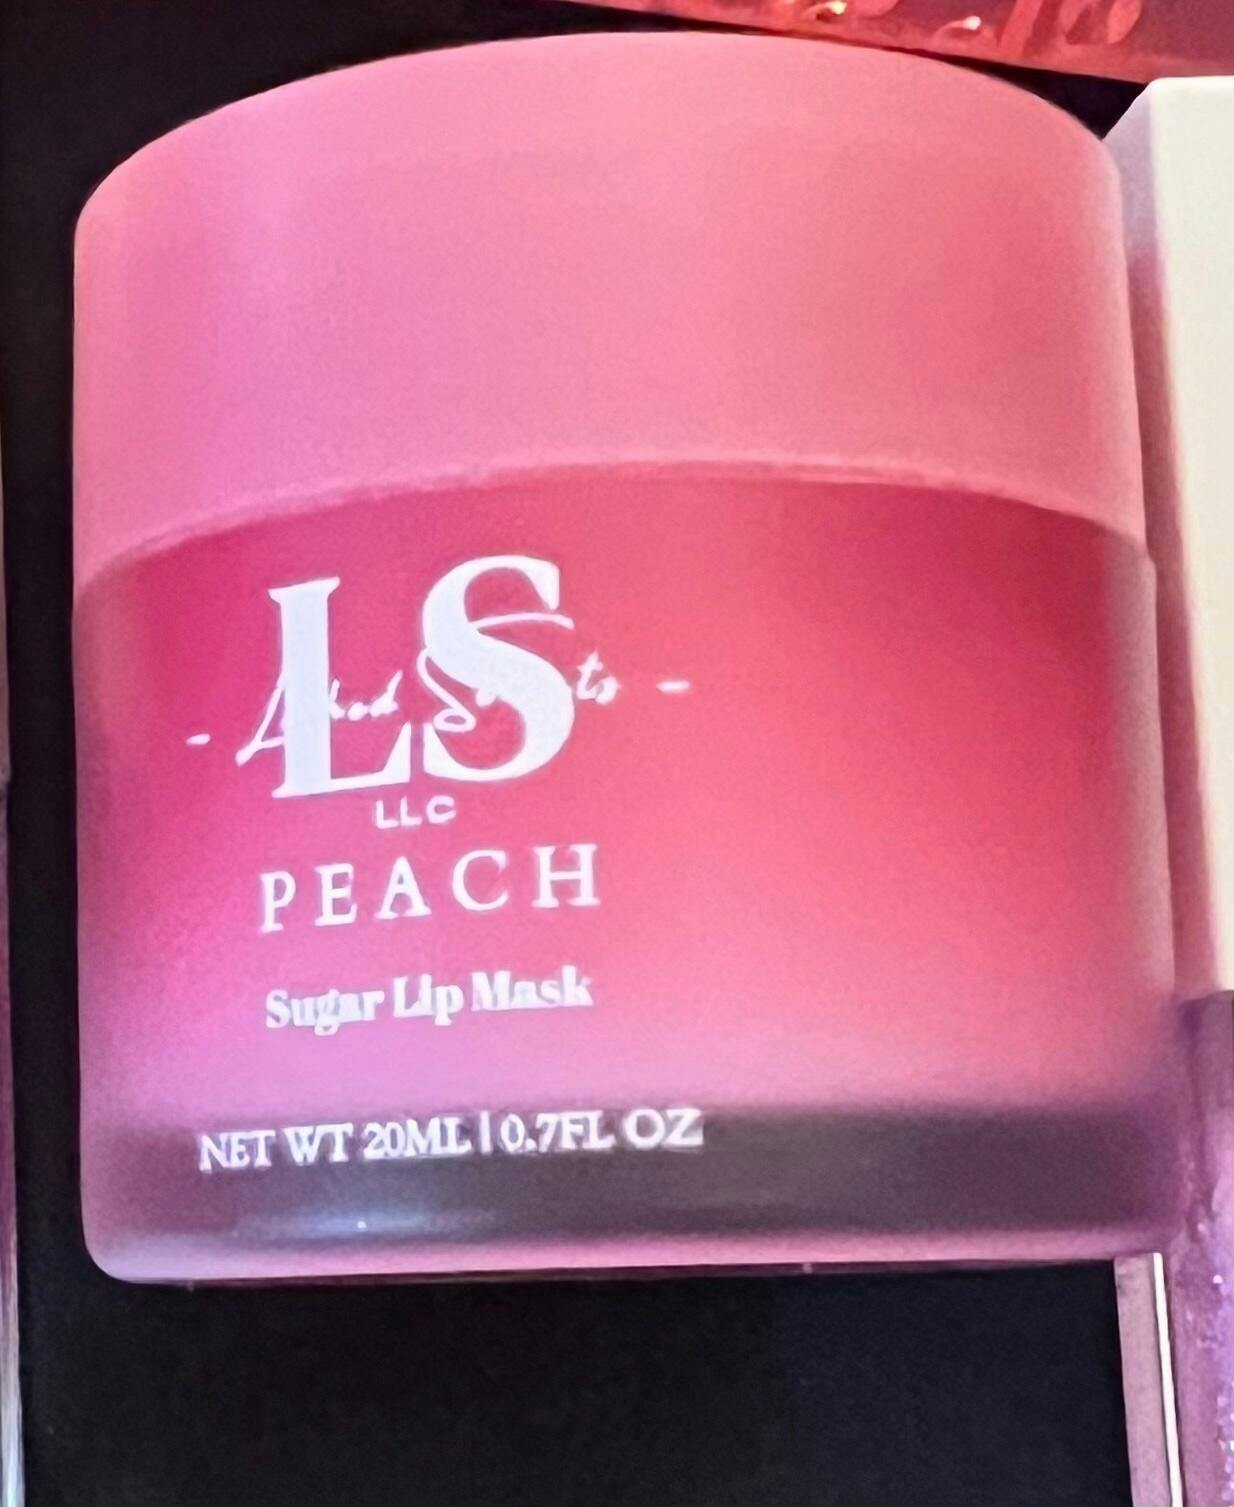 LS
LLC
PEACH
Sugar Lip Mask
NET WT 20ML | 0.7FL OZ